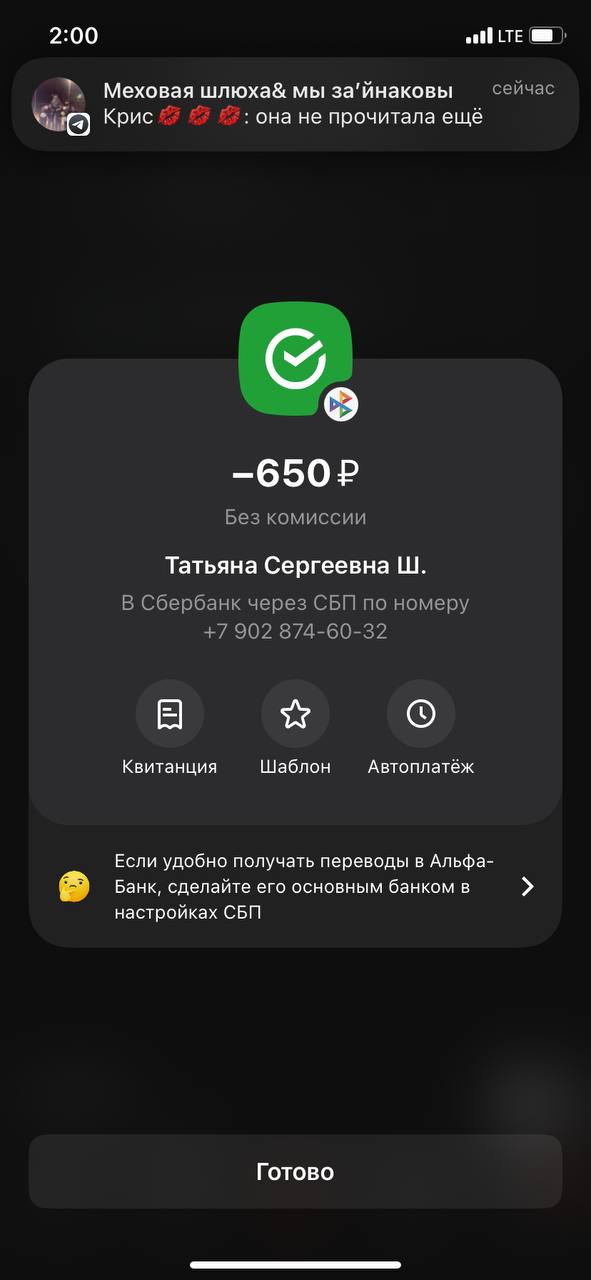 2:00
LTE
Меховая шлюха& мы за’йнаковы
сейчас
Крис💋 💋 💋: она не прочитала ещё
–650 ₽
Без комиссии
Татьяна Сергеевна Ш.
В Сбербанк через СБП по номеру
+7 902 874-60-32
Квитанция
Шаблон
Автоплатёж
Если удобно получать переводы в Альфа-
Банк, сделайте его основным банком в
настройках СБП
Готово